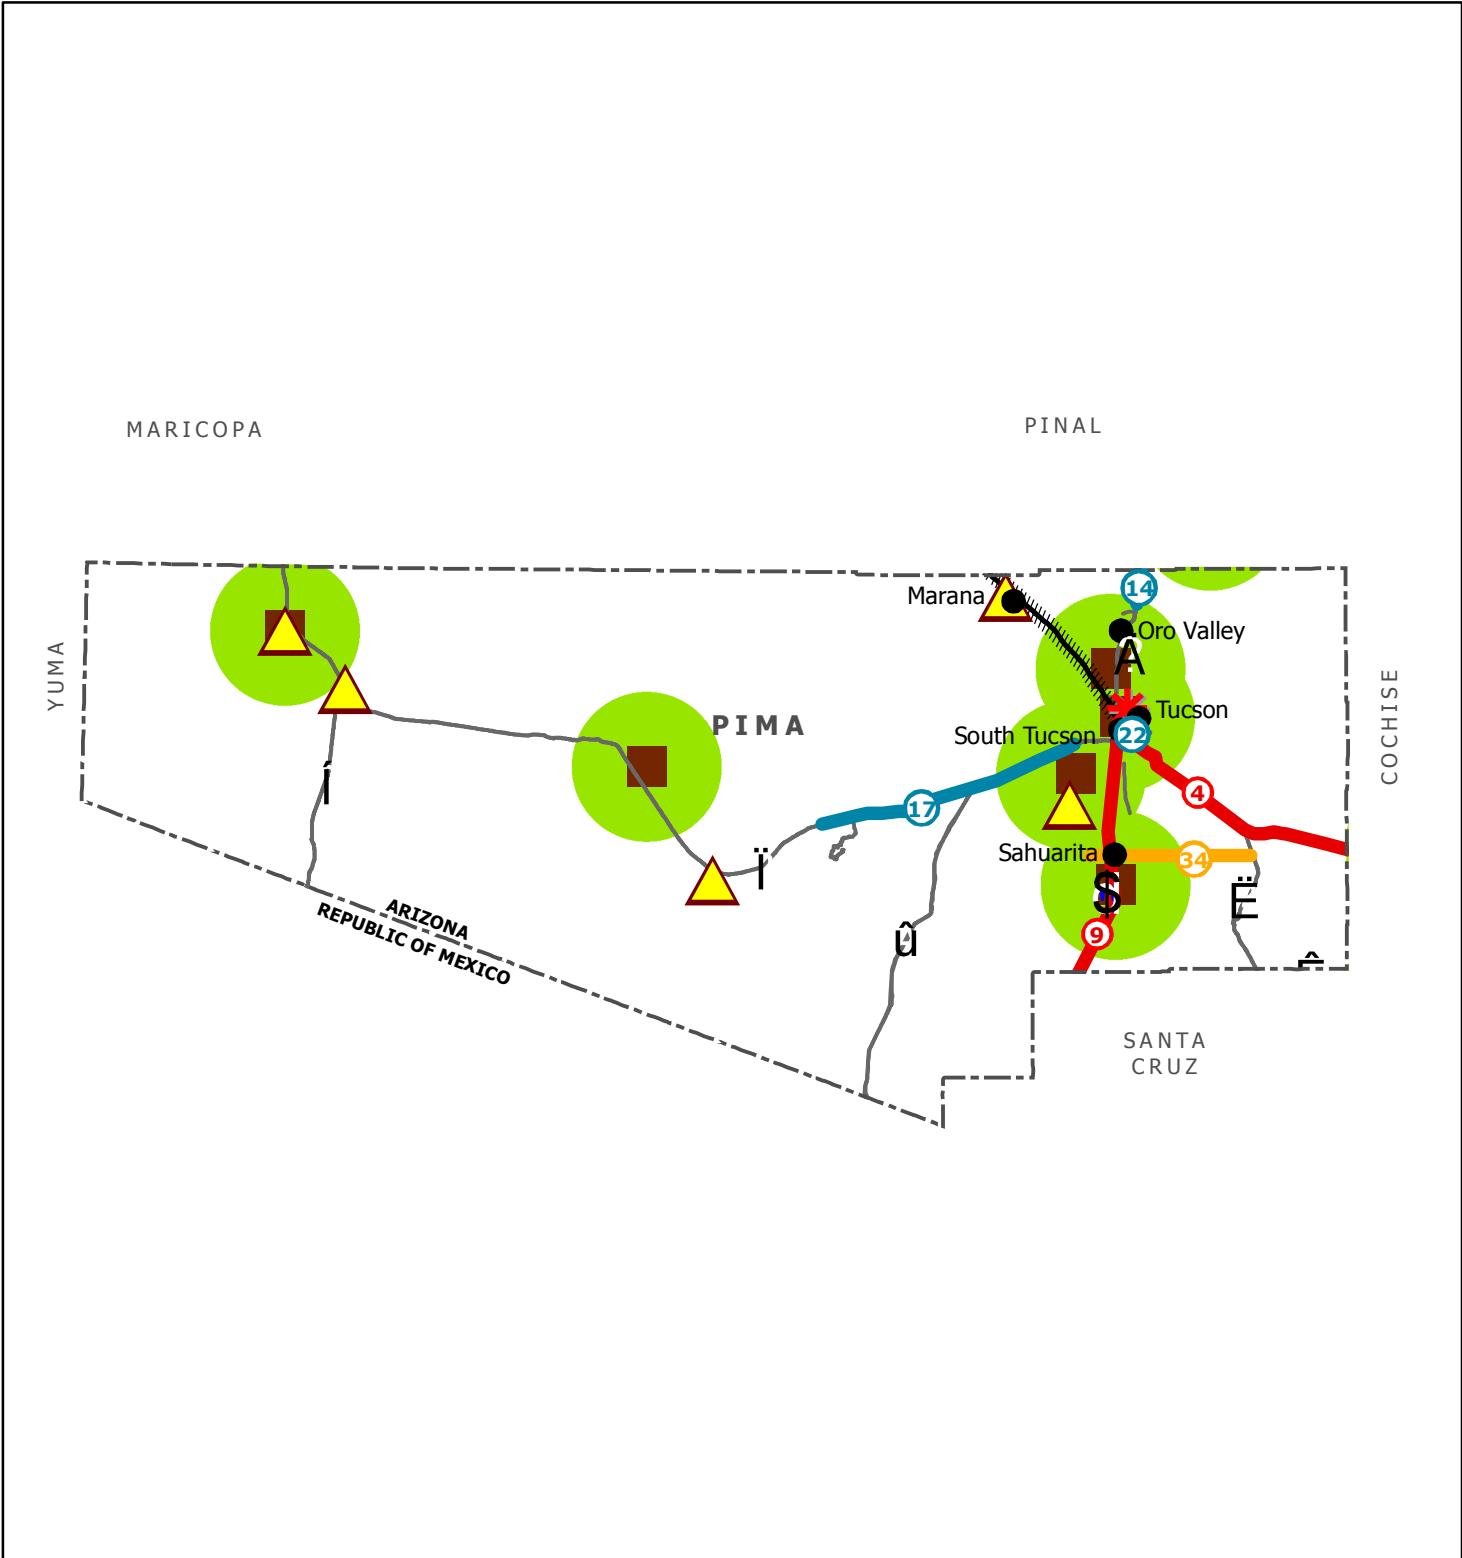 MARICOPA
PINAL
14
Marana
Oro Valley
Ä
YUMA
COCHISE
Tucson
PIMA
South Tucson
22
Í
4
17
Sahuarita
34
Ï
$
Ë
ARIZONA
REPUBLIC OF MEXICO
û
9
SANTA
CRUZ